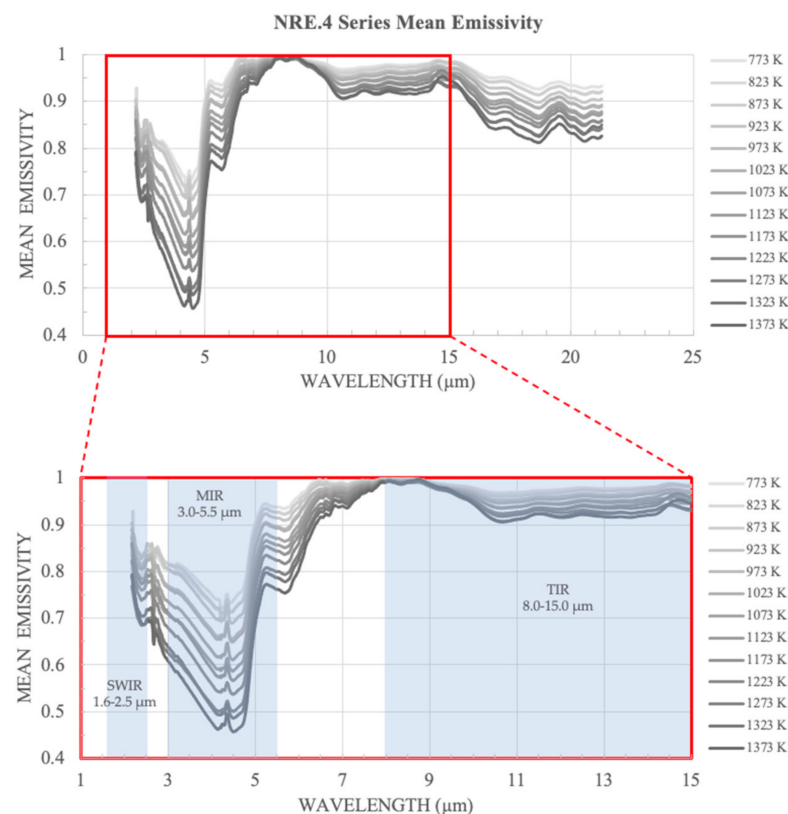 NRE.4 Series Mean Emissivity
MEAN EMISSIVITY
1
0.9
0.8
0.7
0.6
0.5
0.4
0
5
10
15
20
25
WAVELENGTH (μm)
773 K
823 K
873 K
923 K
973 K
1023 K
1073 K
1123 K
1173 K
1223 K
1273 K
1323 K
1373 K
MEAN EMISSIVITY
1
0.9
0.8
0.7
0.6
0.5
0.4
MIR
3.0-5.5 μm
TIR
8.0-15.0 μm
SWIR
1.6-2.5 μm
1
3
5
7
9
11
13
15
WAVELENGTH (μm)
773 K
823 K
873 K
923 K
973 K
1023 K
1073 K
1123 K
1173 K
1223 K
1273 K
1323 K
1373 K